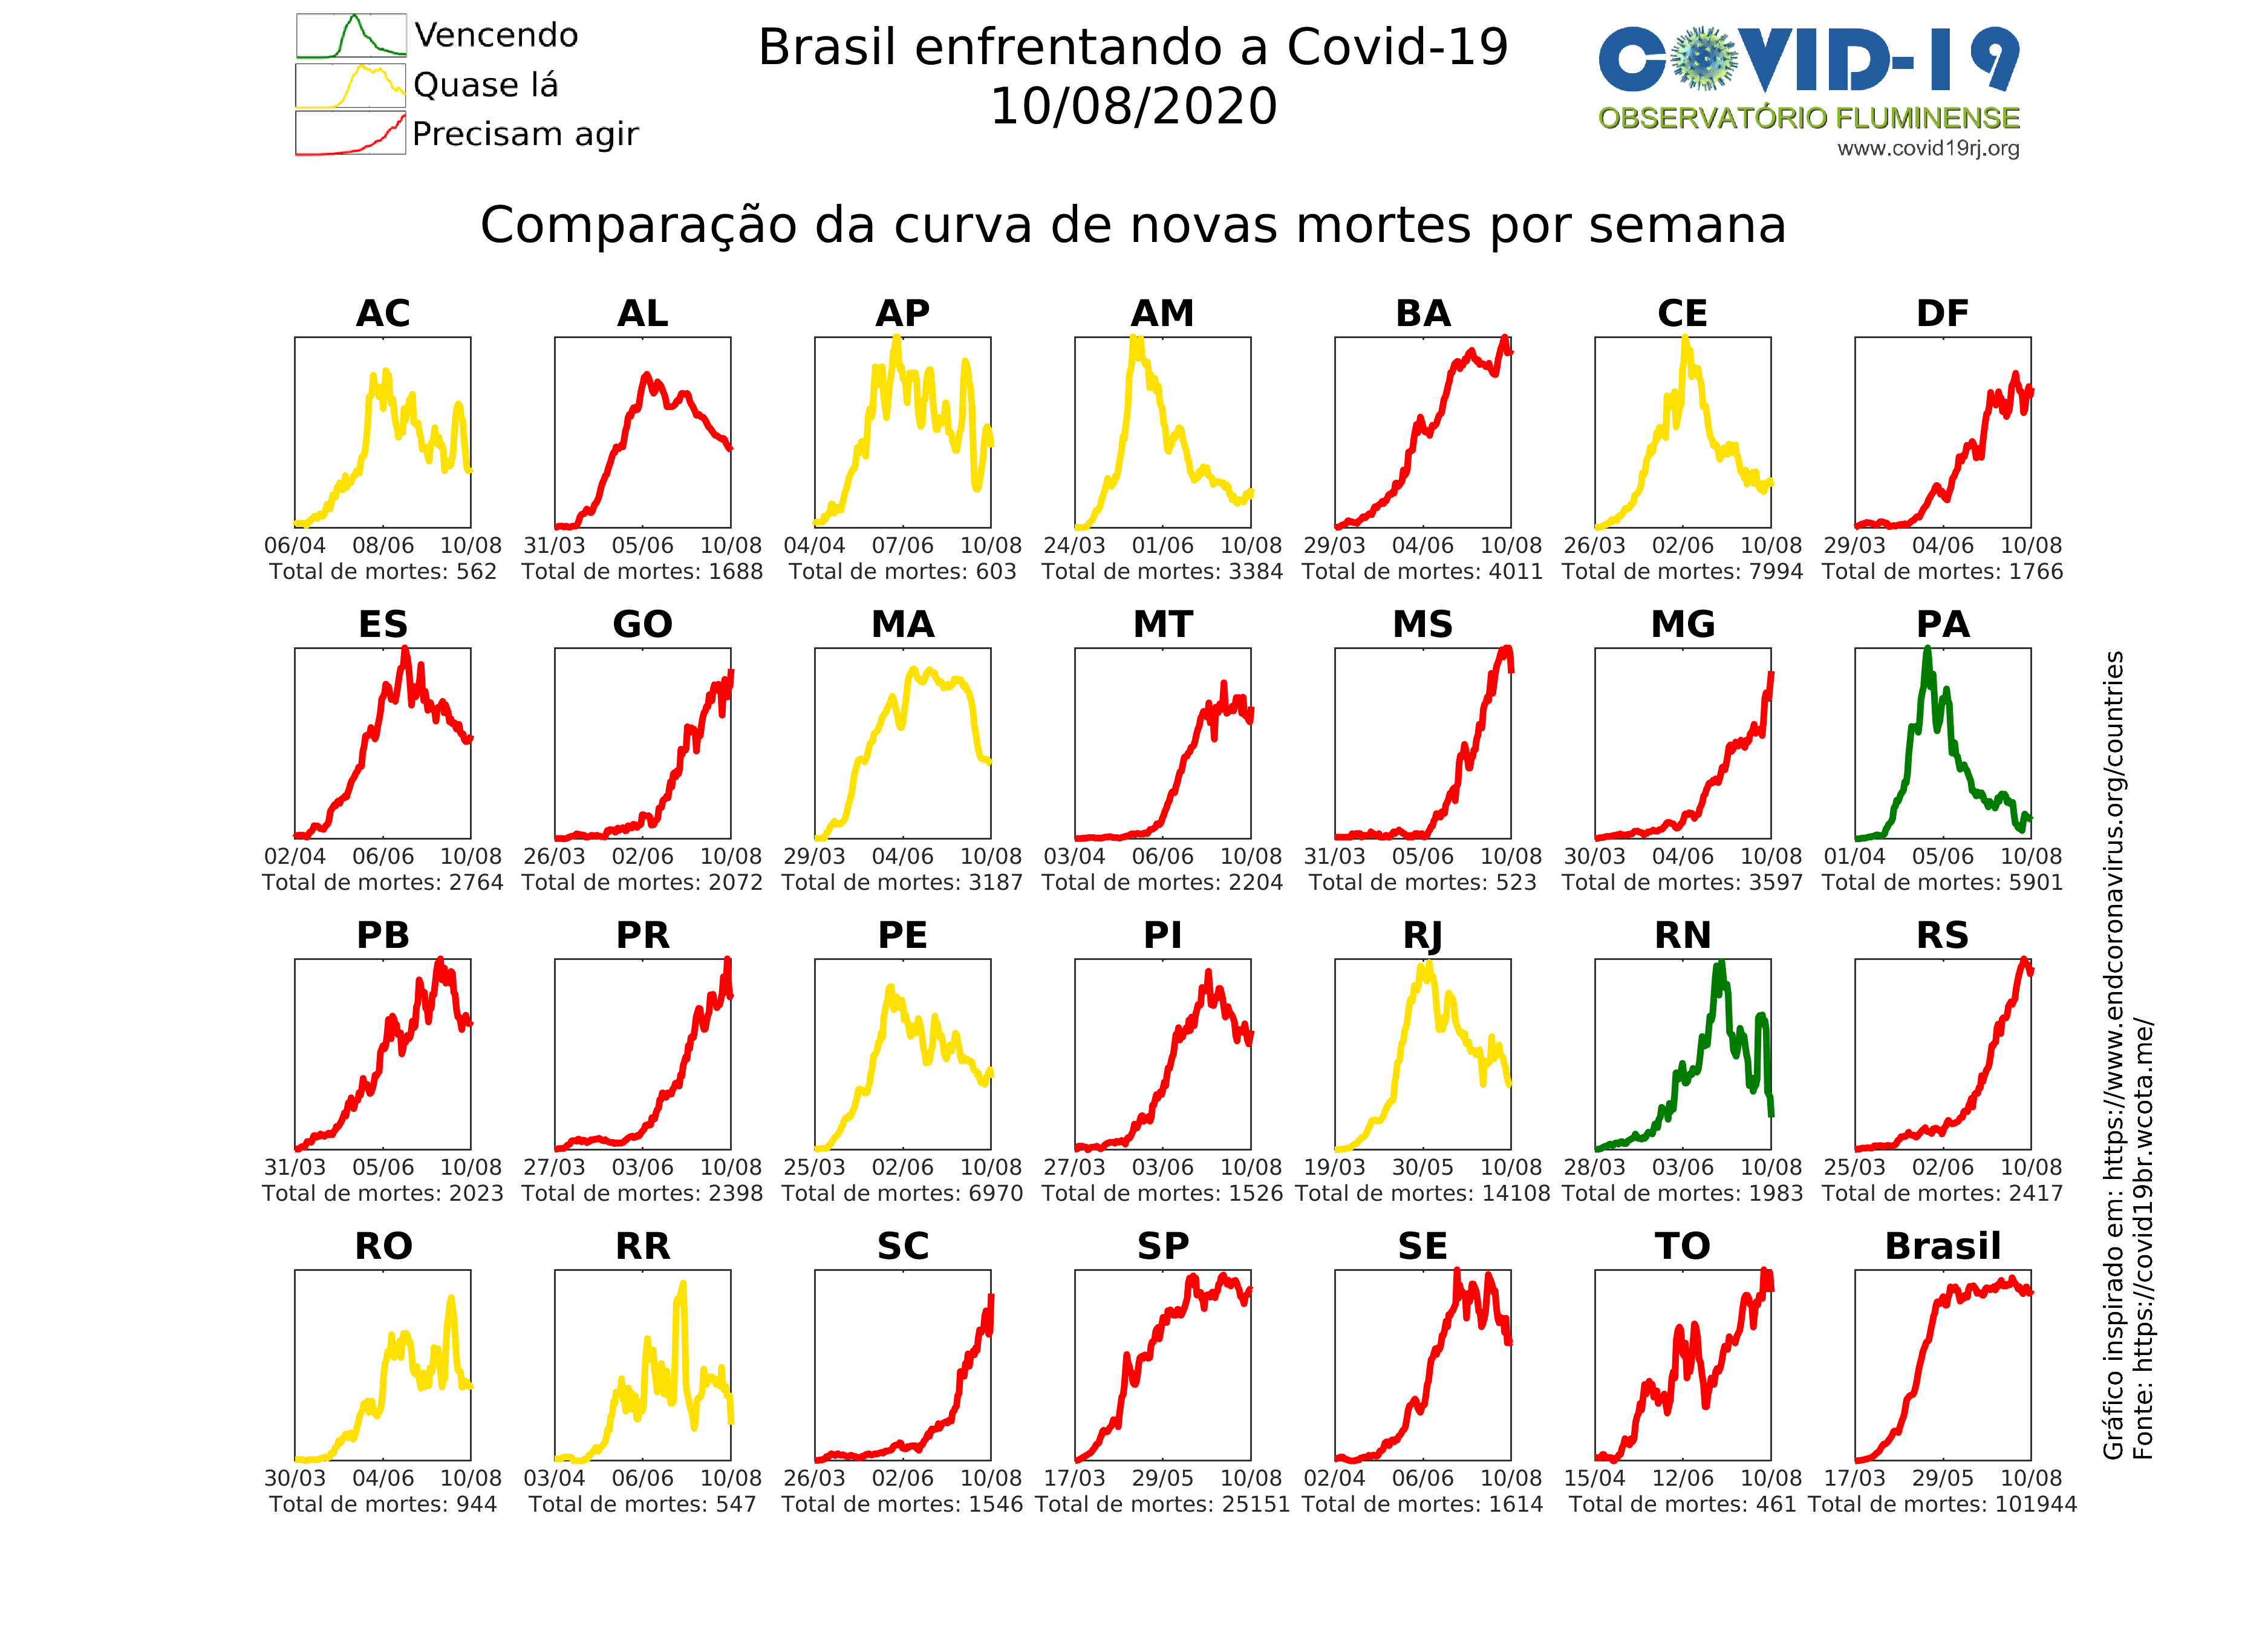 Vencendo
Quase lá
Precisam agir
Brasil enfrentando a Covid-19
10/08/2020
COVID-19
OBSERVATÓRIO FLUMINENSE
www.covid19rj.org
Comparação da curva de novas mortes por semana
AC AL AP AM BA CE DF
06/04 08/06 10/08 31/03 05/06 10/08 04/04 07/06 10/08 24/03 01/06 10/08 29/03 04/06 10/08 26/03 02/06 10/08 29/03 04/06 10/08
Total de mortes: 562 Total de mortes: 1688 Total de mortes: 603 Total de mortes: 3384 Total de mortes: 4011 Total de mortes: 7994 Total de mortes: 1766
ES GO MA MT MS MG PA
02/04 06/06 10/08 26/03 02/06 10/08 29/03 04/06 10/08 03/04 06/06 10/08 31/03 05/06 10/08 30/03 04/06 10/08 01/04 05/06 10/08
Total de mortes: 2764 Total de mortes: 2072 Total de mortes: 3187 Total de mortes: 2204 Total de mortes: 523 Total de mortes: 3597 Total de mortes: 5901
PB PR PE PI RJ RN RS
31/03 05/06 10/08 27/03 03/06 10/08 25/03 02/06 10/08 27/03 03/06 10/08 19/03 30/05 10/08 28/03 03/06 10/08 25/03 02/06 10/08
Total de mortes: 2023 Total de mortes: 2398 Total de mortes: 6970 Total de mortes: 1526 Total de mortes: 14108 Total de mortes: 1983 Total de mortes: 2417
RO RR SC SP SE TO Brasil
30/03 04/06 10/08 03/04 06/06 10/08 26/03 02/06 10/08 17/03 29/05 10/08 02/04 06/06 10/08 15/04 12/06 10/08 17/03 29/05 10/08
Total de mortes: 944 Total de mortes: 547 Total de mortes: 1546 Total de mortes: 25151 Total de mortes: 1614 Total de mortes: 461 Total de mortes: 101944
Gráfico inspirado em: https://www.endcoronavirus.org/countries
Fonte: https://covid19br.wcota.me/